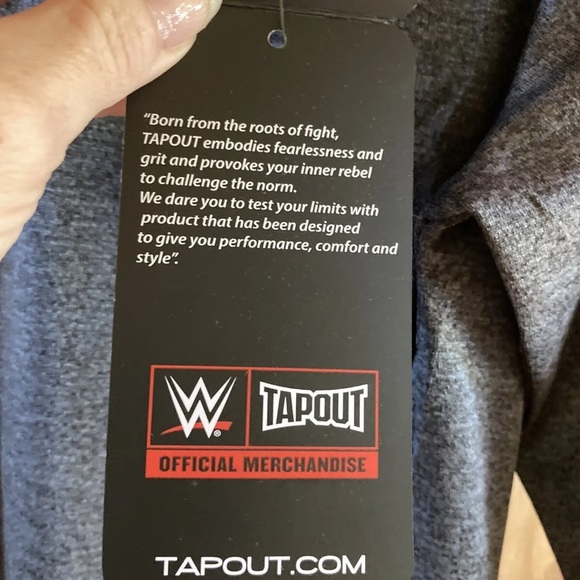 "Born from the roots of fight,
TAPOUT embodies fearlessness and
grit and provokes your inner rebel
to challenge the norm.
We dare you to test your limits with
product that has been designed
to give you performance, comfort and
style".
W® TAPOUT
OFFICIAL MERCHANDISE
TAPOUT.COM